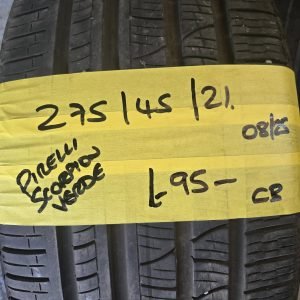 275/45/21.
08/25
PIRELLI
SCORPION
VERDE
£-95-
C8